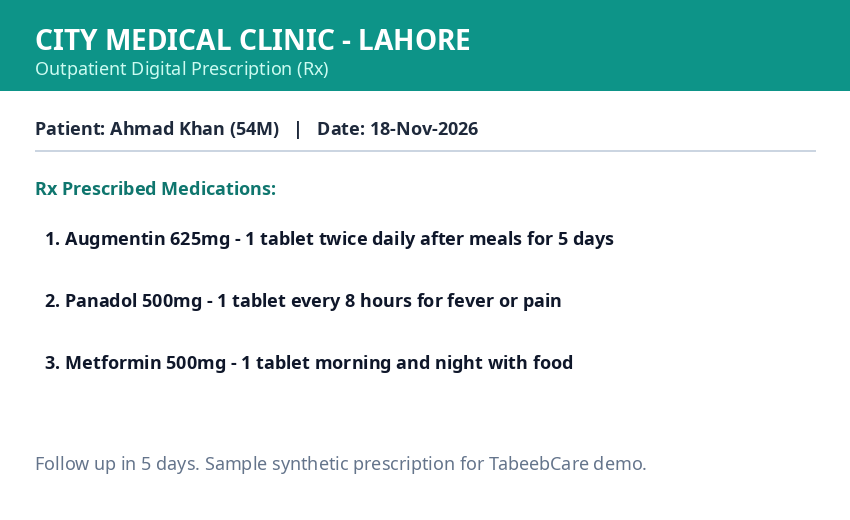 CITY MEDICAL CLINIC - LAHORE
Outpatient Digital Prescription (Rx)
Patient: Ahmad Khan (54M) | Date: 18-Nov-2026
Rx Prescribed Medications:
1. Augmentin 625mg - 1 tablet twice daily after meals for 5 days
2. Panadol 500mg - 1 tablet every 8 hours for fever or pain
3. Metformin 500mg - 1 tablet morning and night with food
Follow up in 5 days. Sample synthetic prescription for TabeebCare demo.